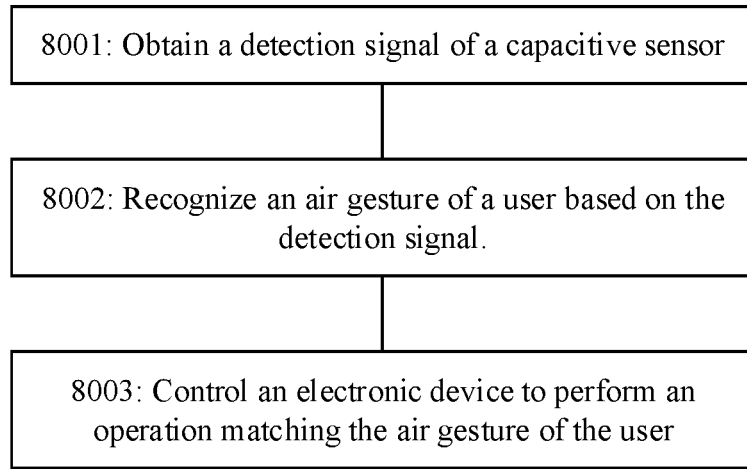 8001: Obtain a detection signal of a capacitive sensor
8002: Recognize an air gesture of a user based on the
detection signal.
8003: Control an electronic device to perform an
operation matching the air gesture of the user